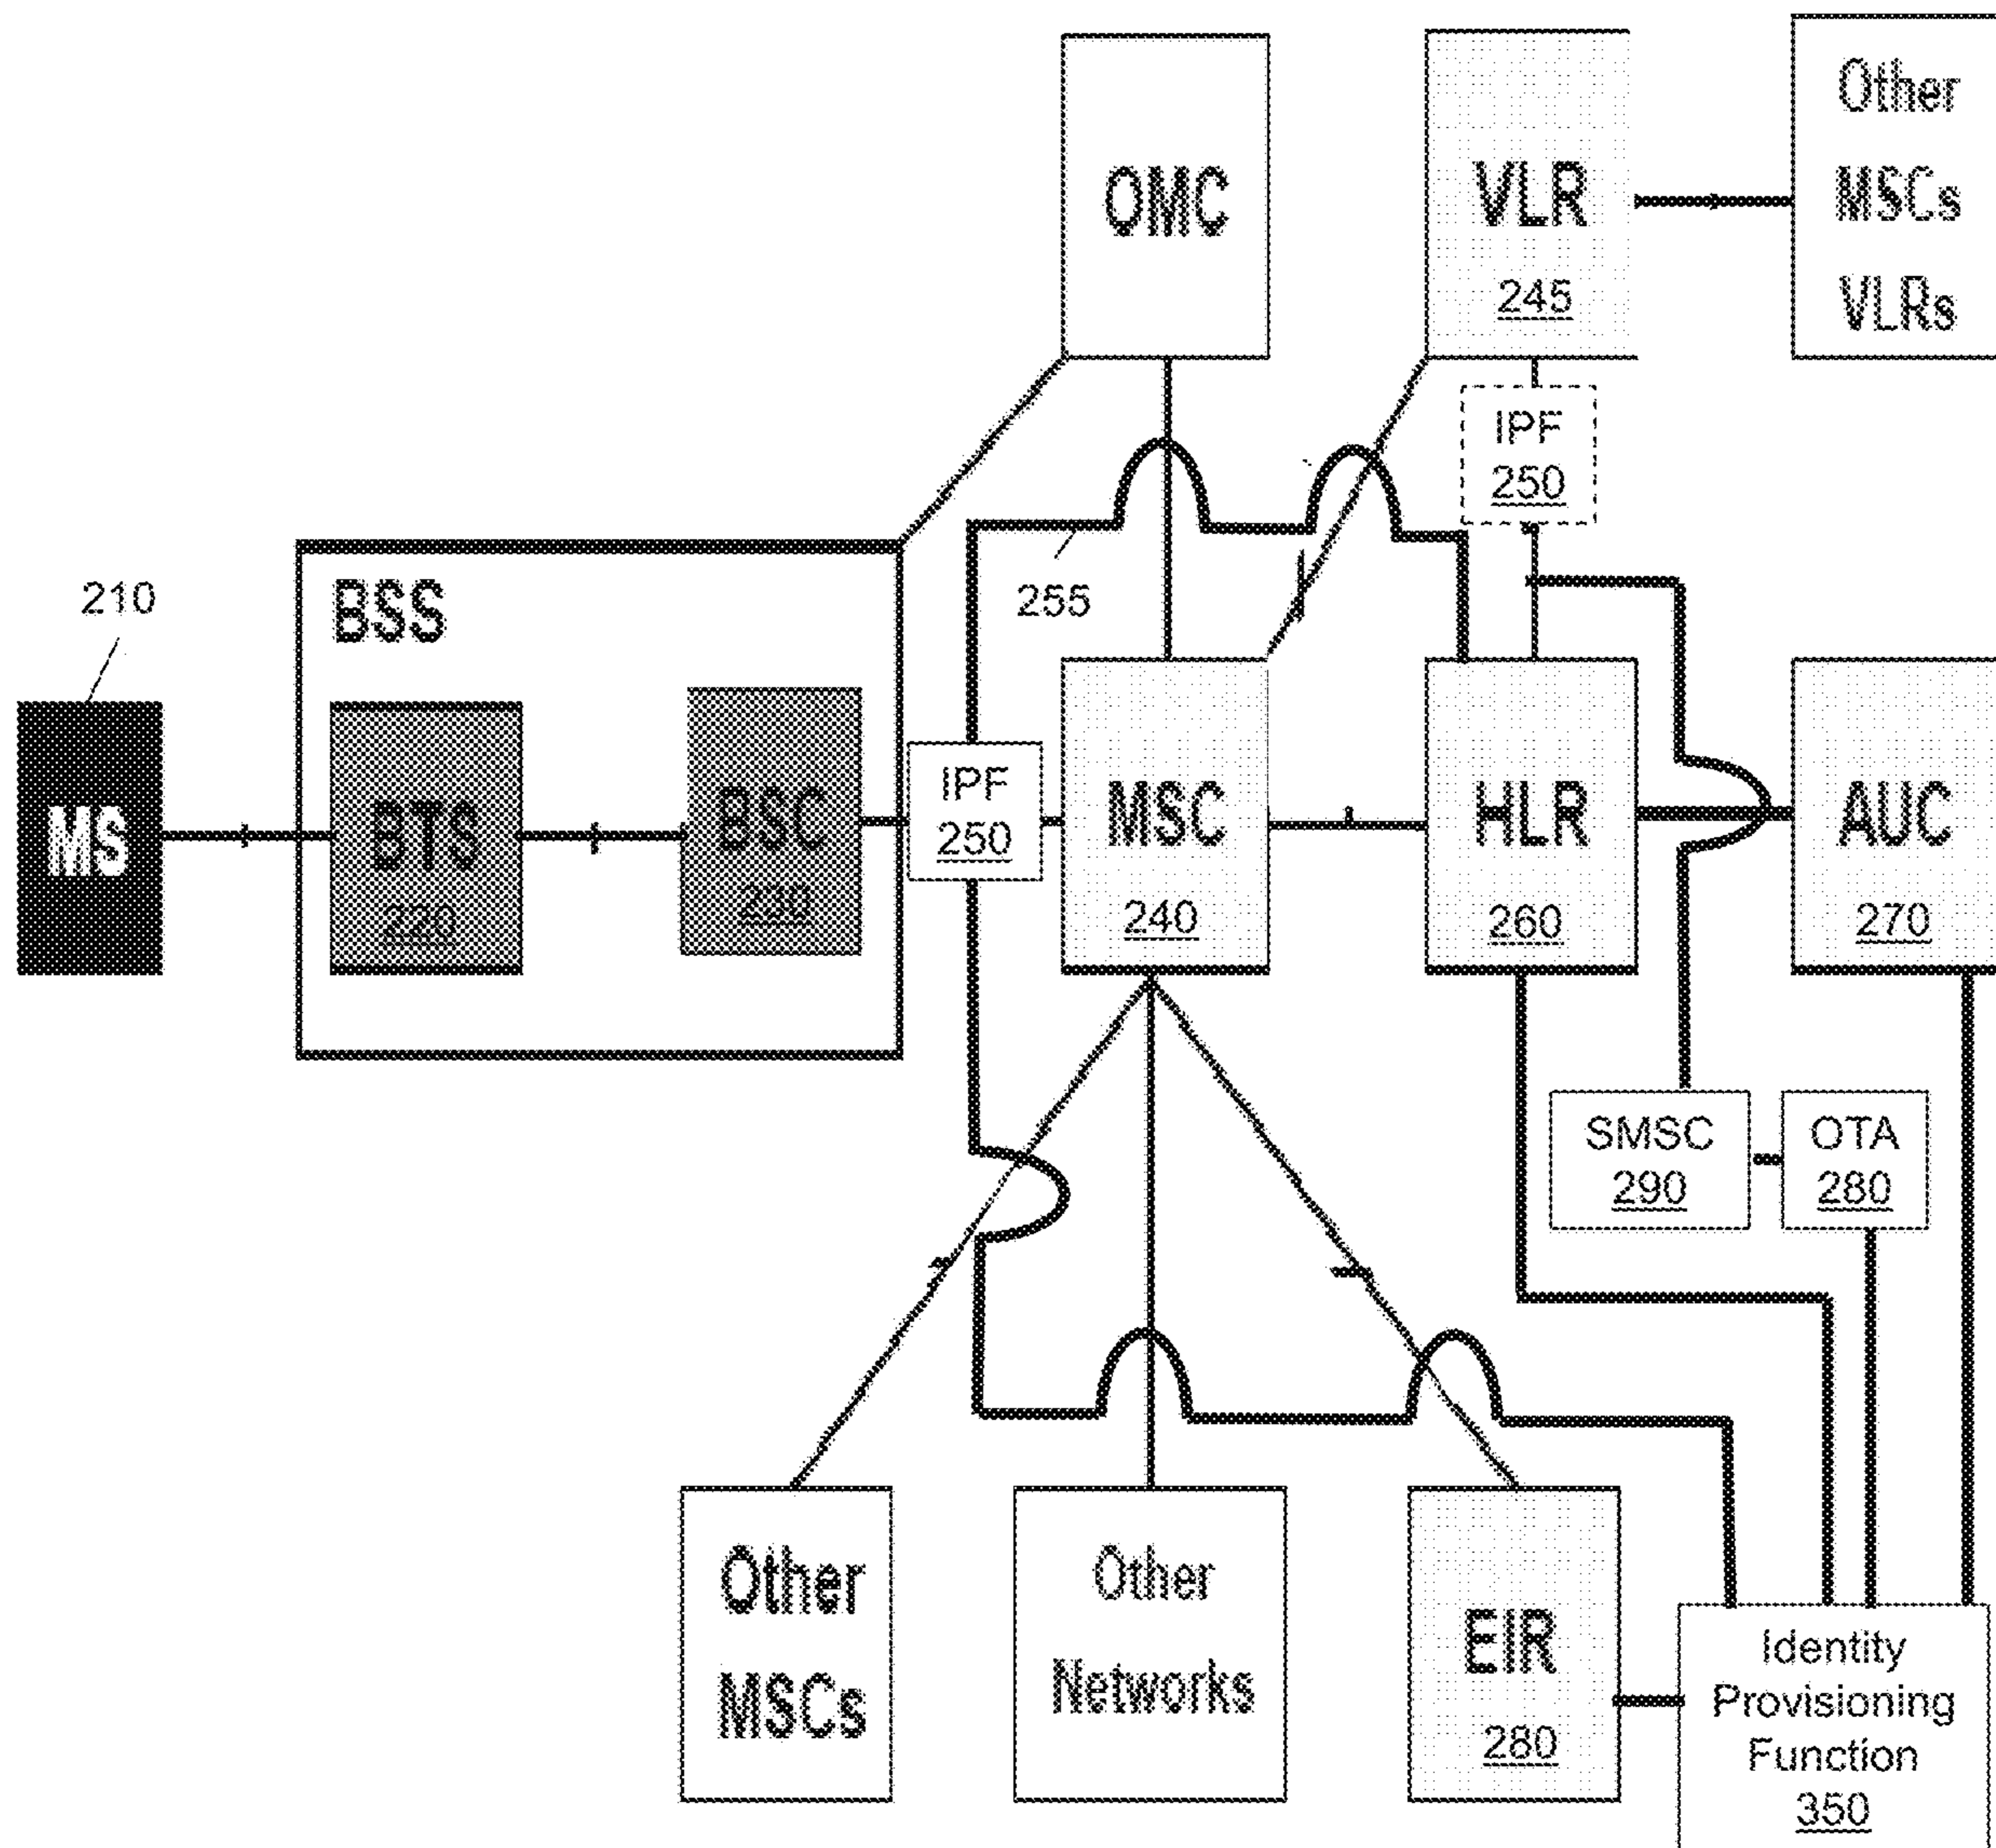 OMC
VLR
245
Other
MSCs
VLRs
IPF
250
255
210
BSS
MS
BTS
220
BSC
230
IPF
250
MSC
240
HLR
260
AUC
270
SMSC
290
OTA
280
Other
MSCs
Other
Networks
EIR
280
Identity
Provisioning
Function
350